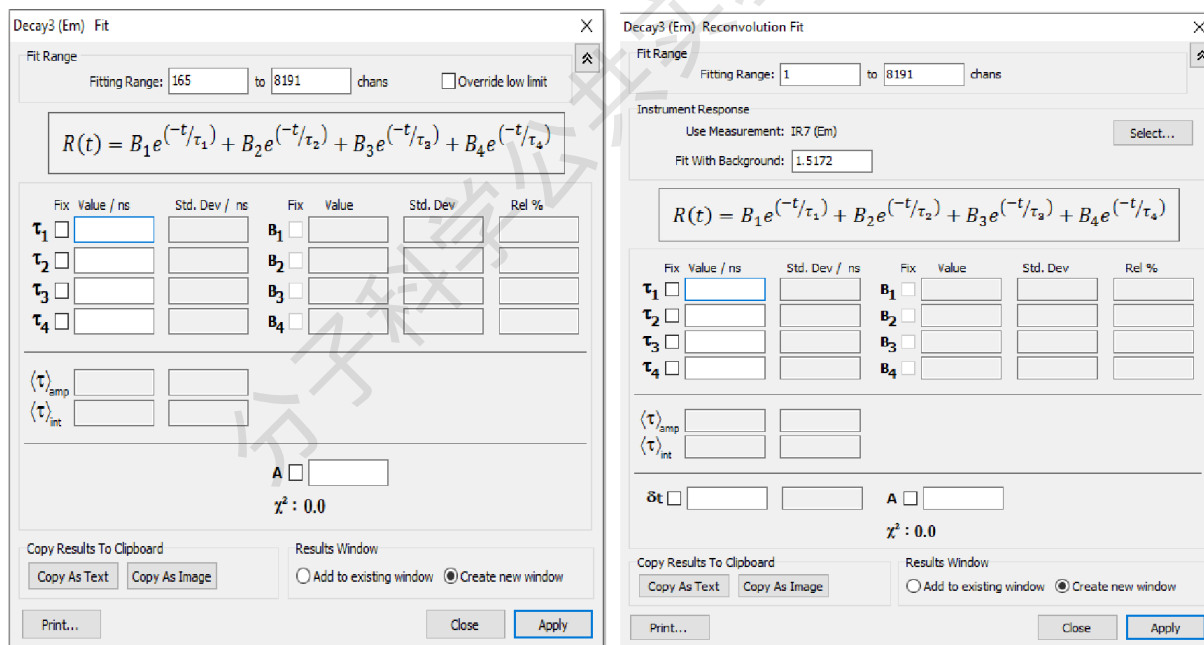 Decay3 (Em) Fit
Fit Range
Fitting Range: 165 to 8191 chans Override low limit
R(t) = B₁e^(-t/τ₁) + B₂e^(-t/τ₂) + B₃e^(-t/τ₃) + B₄e^(-t/τ₄)
Fix Value / ns Std. Dev / ns Fix Value Std. Dev Rel %
τ₁ B₁
τ₂ B₂
τ₃ B₃
τ₄ B₄
⟨τ⟩amp
⟨τ⟩int
A
χ² : 0.0
Copy Results To Clipboard
Copy As Text Copy As Image
Results Window
Add to existing window Create new window
Print... Close Apply
Decay3 (Em) Reconvolution Fit
Fit Range
Fitting Range: 1 to 8191 chans
Instrument Response
Use Measurement: IR7 (Em) Select...
Fit With Background: 1.5172
R(t) = B₁e^(-t/τ₁) + B₂e^(-t/τ₂) + B₃e^(-t/τ₃) + B₄e^(-t/τ₄)
Fix Value / ns Std. Dev / ns Fix Value Std. Dev Rel %
τ₁ B₁
τ₂ B₂
τ₃ B₃
τ₄ B₄
⟨τ⟩amp
⟨τ⟩int
δt A
χ² : 0.0
Copy Results To Clipboard
Copy As Text Copy As Image
Results Window
Add to existing window Create new window
Print... Close Apply
分子科学公共实